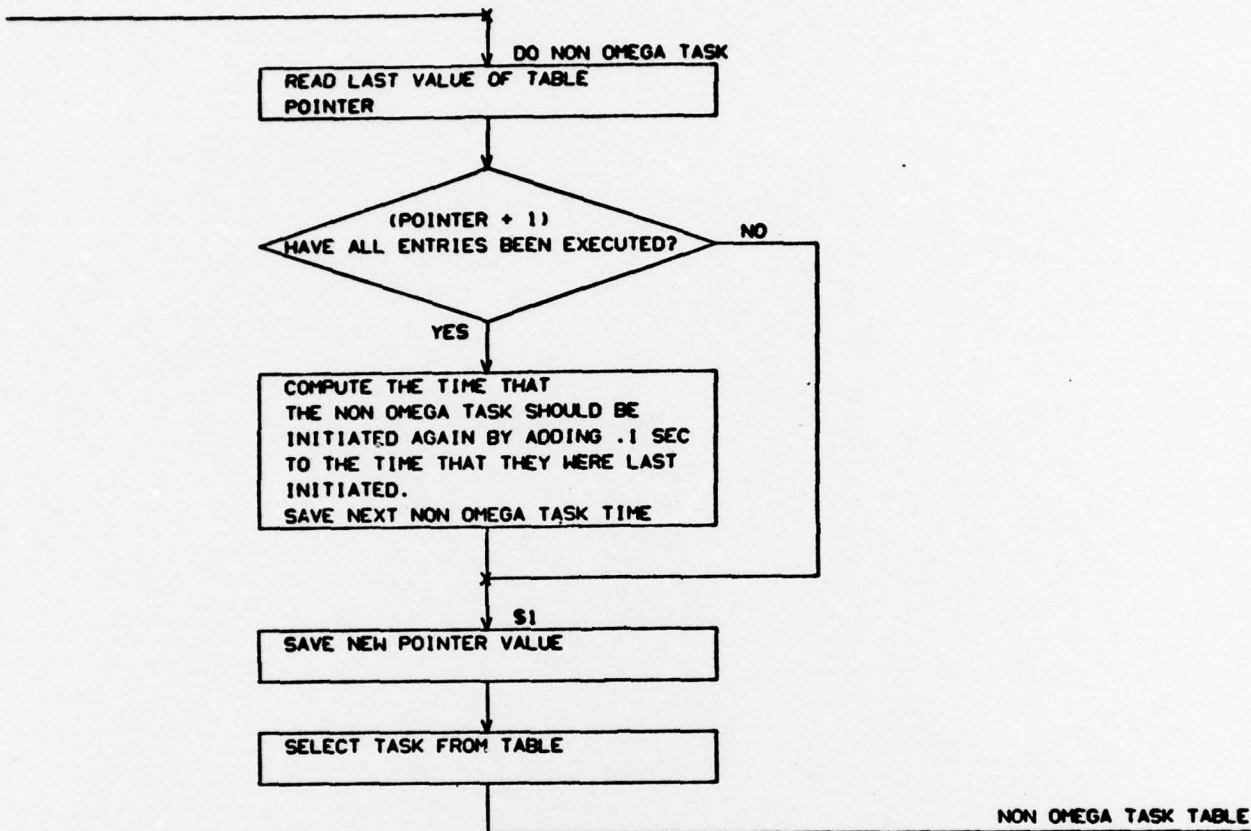 DO NON OMEGA TASK
READ LAST VALUE OF TABLE
POINTER
(POINTER + 1)
HAVE ALL ENTRIES BEEN EXECUTED?
NO
YES
COMPUTE THE TIME THAT
THE NON OMEGA TASK SHOULD BE
INITIATED AGAIN BY ADDING .1 SEC
TO THE TIME THAT THEY WERE LAST
INITIATED.
SAVE NEXT NON OMEGA TASK TIME
S1
SAVE NEW POINTER VALUE
SELECT TASK FROM TABLE
NON OMEGA TASK TABLE